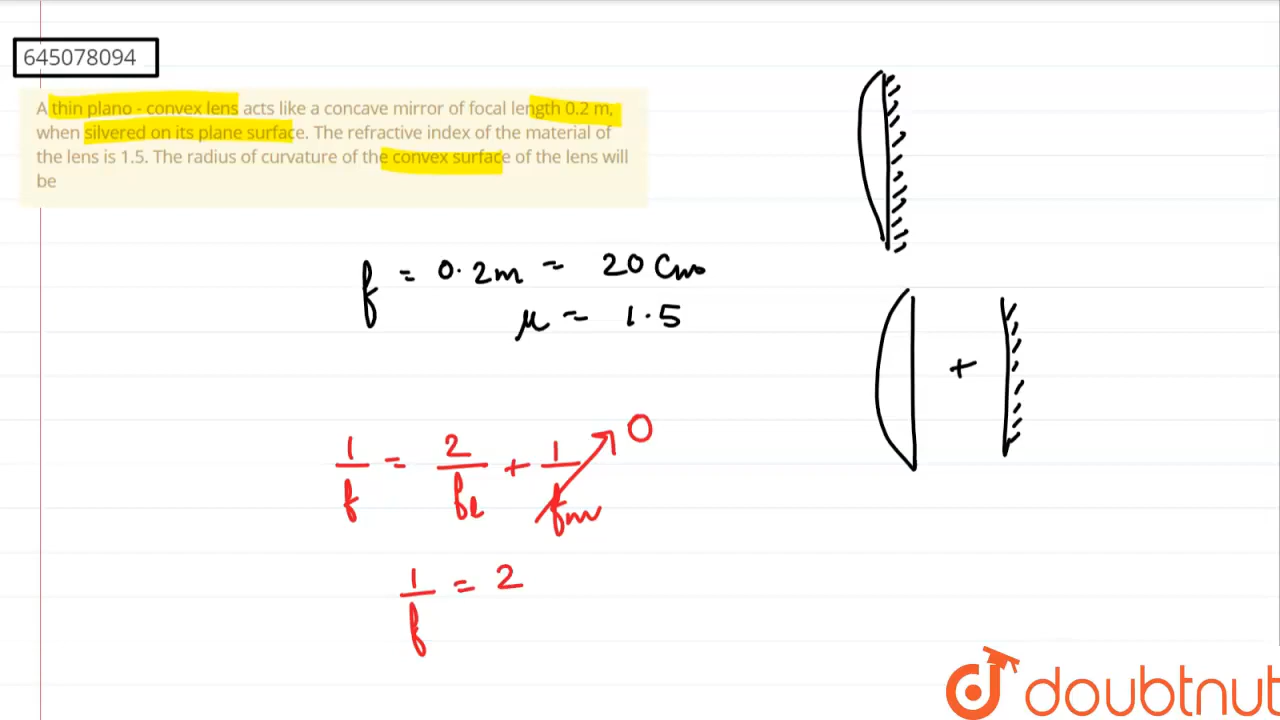 645078094
A thin plano - convex lens acts like a concave mirror of focal length 0.2 m,
when silvered on its plane surface. The refractive index of the material of
the lens is 1.5. The radius of curvature of the convex surface of the lens will
be
f = 0.2m = 20 Cm
μ = 1.5
+
1/f = 2/fl + 1/fm 0
1/f = 2
doubtnut